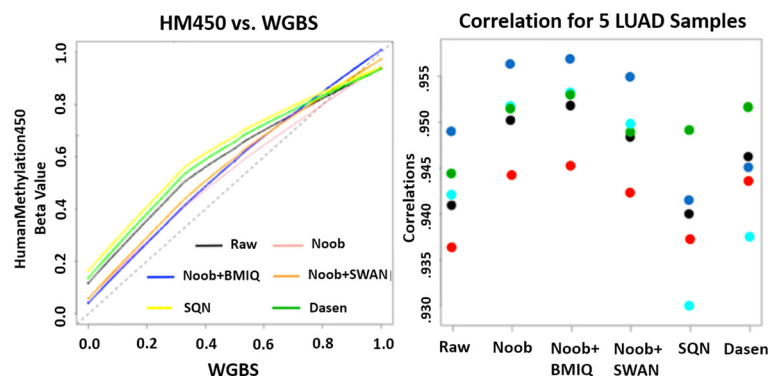 HM450 vs. WGBS
HumanMethylation450
Beta Value
1.0
0.8
0.6
0.4
0.2
0.0
Raw
Noob
Noob+BMIQ
Noob+SWAN
SQN
Dasen
0.0 0.2 0.4 0.6 0.8 1.0
WGBS
Correlation for 5 LUAD Samples
Correlations
.955
.950
.945
.940
.935
.930
Raw Noob Noob+ Noob+ SQN Dasen
BMIQ SWAN